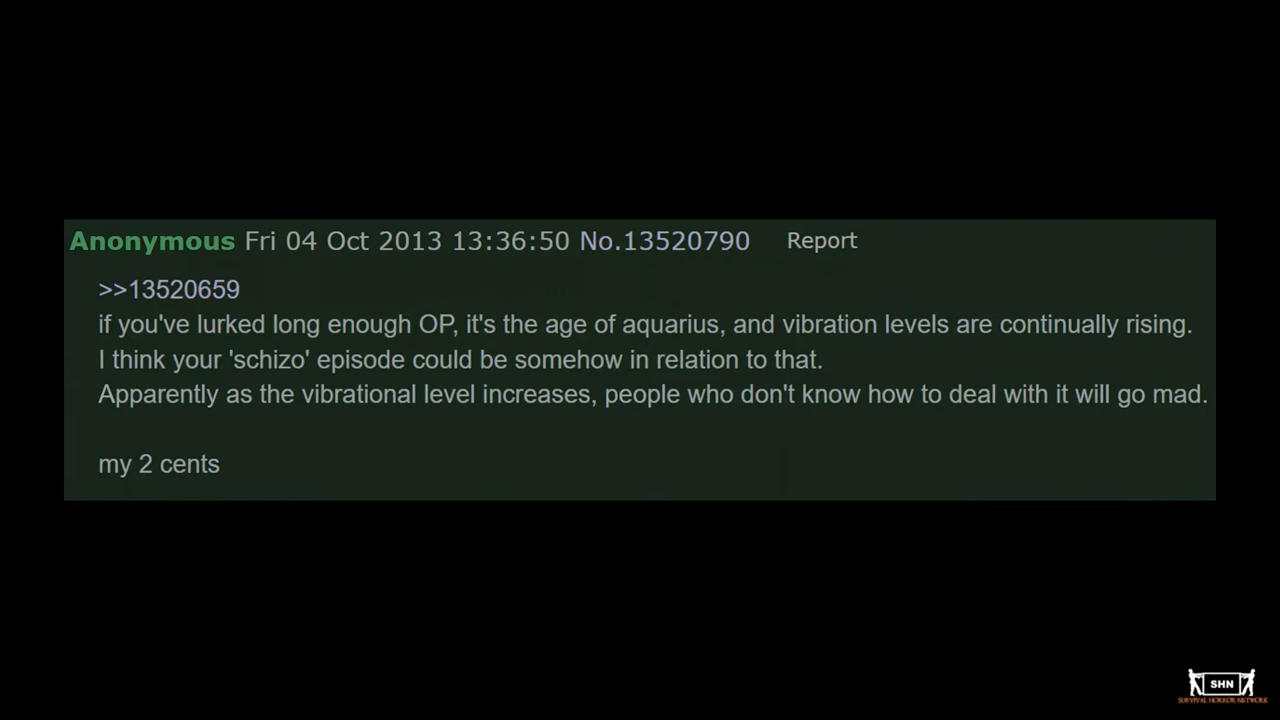 Anonymous Fri 04 Oct 2013 13:36:50 No.13520790 Report
>>13520659
if you've lurked long enough OP, it's the age of aquarius, and vibration levels are continually rising.
I think your 'schizo' episode could be somehow in relation to that.
Apparently as the vibrational level increases, people who don't know how to deal with it will go mad.
my 2 cents
SHN
SURVIVAL HORROR NETWORK